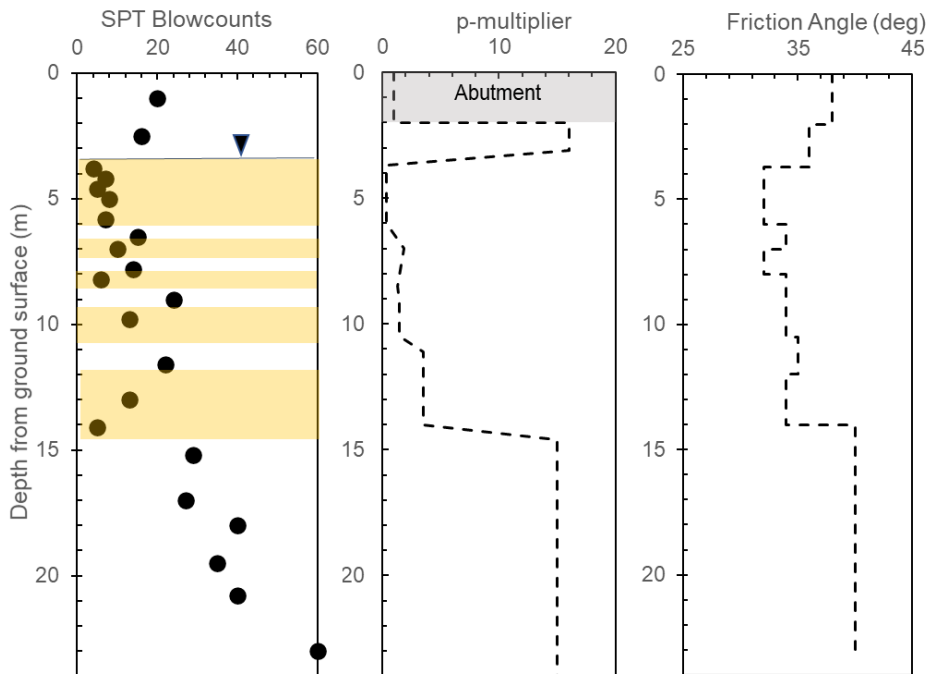 SPT Blowcounts
0 20 40 60
0
5
10
15
20
Depth from ground surface (m)
p-multiplier
0 10 20
0
5
10
15
20
Abutment
Friction Angle (deg)
25 35 45
0
5
10
15
20